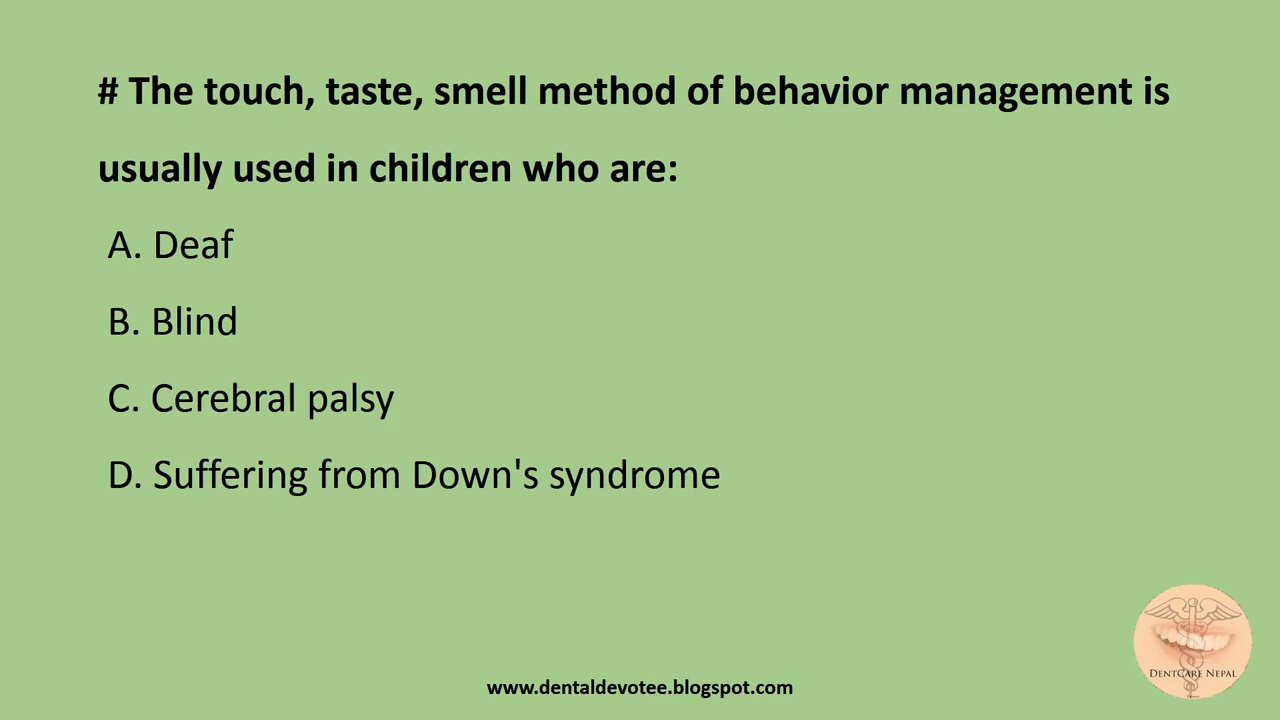 # The touch, taste, smell method of behavior management is
usually used in children who are:
A. Deaf
B. Blind
C. Cerebral palsy
D. Suffering from Down's syndrome
DENTCARE NEPAL
www.dentaldevotee.blogspot.com